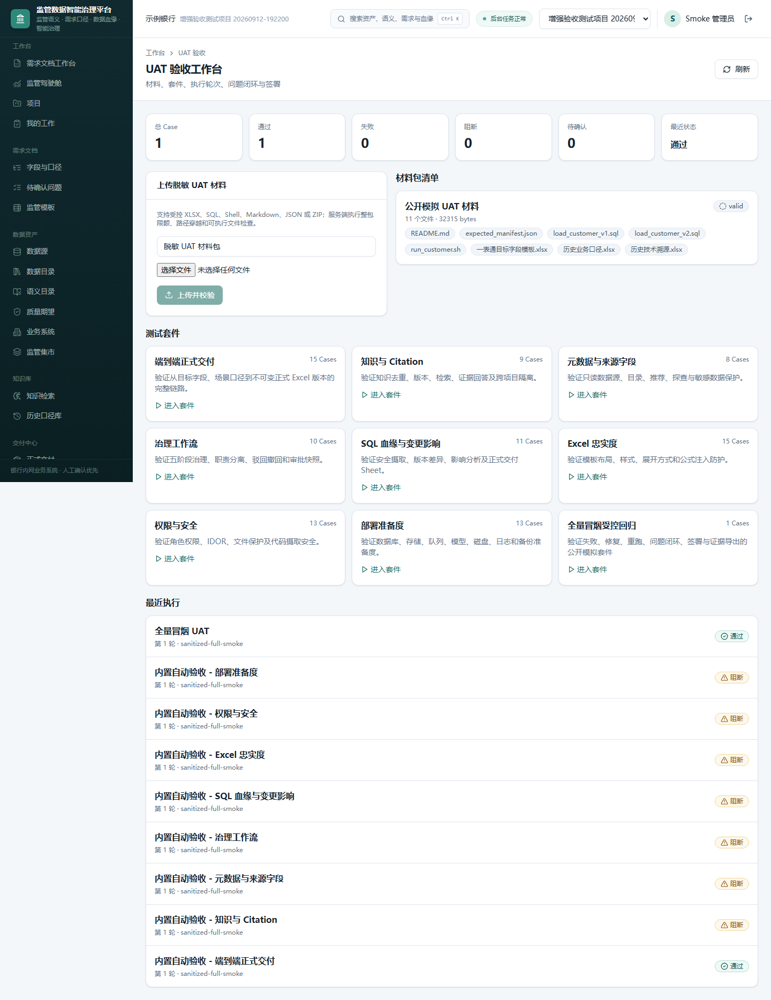 监管数据智能治理平台
监管语义 · 需求口径 · 数据血缘 ·
智能治理
工作台
需求文档工作台
监管驾驶舱
项目
我的工作
需求文档
字段与口径
待确认问题
监管模板
数据资产
数据源
数据目录
语义目录
质量期望
业务系统
监管集市
知识库
知识检索
历史口径库
交付中心
正式交付
银行内网业务系统 · 人工确认优先
示例银行 增强验收测试项目 20260912-192200
搜索资产、语义、需求与血缘 Ctrl K
后台任务正常
增强验收测试项目 202609
S Smoke 管理员
工作台 > UAT 验收
UAT 验收工作台
材料、套件、执行轮次、问题闭环与签署
刷新
总 Case
1
通过
1
失败
0
阻断
0
待确认
0
最近状态
通过
上传脱敏 UAT 材料
支持受控 XLSX、SQL、Shell、Markdown、JSON 或 ZIP；服务端执行整包
限额、路径穿越和可执行文件检查。
脱敏 UAT 材料包
选择文件 未选择任何文件
上传并校验
材料包清单
公开模拟 UAT 材料
valid
11 个文件 · 32315 bytes
README.md expected_manifest.json load_customer_v1.sql load_customer_v2.sql
run_customer.sh 一表通目标字段模板.xlsx 历史业务口径.xlsx 历史技术溯源.xlsx
测试套件
端到端正式交付 15 Cases
验证从目标字段、场景口径到不可变正式 Excel 版本的
完整链路。
进入套件
知识与 Citation 9 Cases
验证知识去重、版本、检索、证据回答及跨项目隔离。
进入套件
元数据与来源字段 8 Cases
验证只读数据源、目录、推荐、探查与敏感数据保护。
进入套件
治理工作流 10 Cases
验证五阶段治理、职责分离、驳回撤回和审批快照。
进入套件
SQL 血缘与变更影响 11 Cases
验证安全摄取、版本差异、影响分析及正式交付
Sheet。
进入套件
Excel 忠实度 15 Cases
验证模板布局、样式、展开方式和公式注入防护。
进入套件
权限与安全 13 Cases
验证角色权限、IDOR、文件保护及代码摄取安全。
进入套件
部署准备度 13 Cases
验证数据库、存储、队列、模型、磁盘、日志和备份准
备度。
进入套件
全量冒烟受控回归 1 Cases
验证失败、修复、重跑、问题闭环、签署与证据导出的
公开模拟套件
进入套件
最近执行
全量冒烟 UAT
第 1 轮 · sanitized-full-smoke
通过
内置自动验收 - 部署准备度
第 1 轮 · sanitized-full-smoke
阻断
内置自动验收 - 权限与安全
第 1 轮 · sanitized-full-smoke
阻断
内置自动验收 - Excel 忠实度
第 1 轮 · sanitized-full-smoke
阻断
内置自动验收 - SQL 血缘与变更影响
第 1 轮 · sanitized-full-smoke
阻断
内置自动验收 - 治理工作流
第 1 轮 · sanitized-full-smoke
阻断
内置自动验收 - 元数据与来源字段
第 1 轮 · sanitized-full-smoke
阻断
内置自动验收 - 知识与 Citation
第 1 轮 · sanitized-full-smoke
阻断
内置自动验收 - 端到端正式交付
第 1 轮 · sanitized-full-smoke
通过